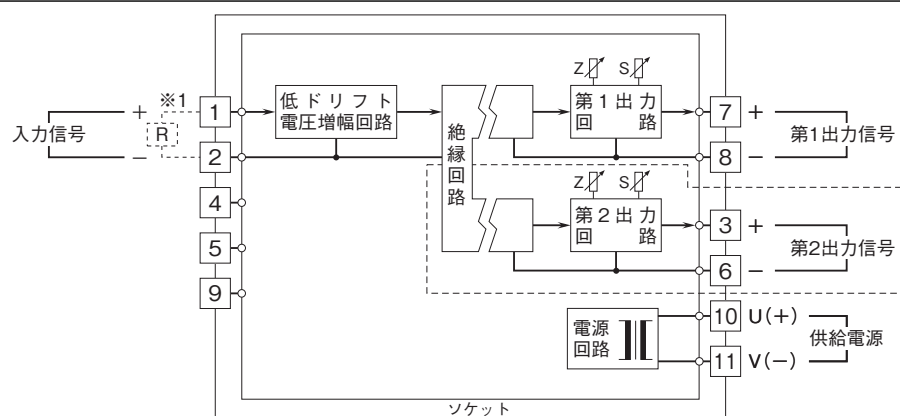 入力信号
+
−
※1
R
1
2
4
5
9
低ドリフト
電圧増幅回路
絶縁回路
Z
S
第1出力
回路
Z
S
第2出力
回路
電源
回路
7
+
8
−
第1出力信号
3
+
6
−
第2出力信号
10
U(+)
11
V(−)
供給電源
ソケット